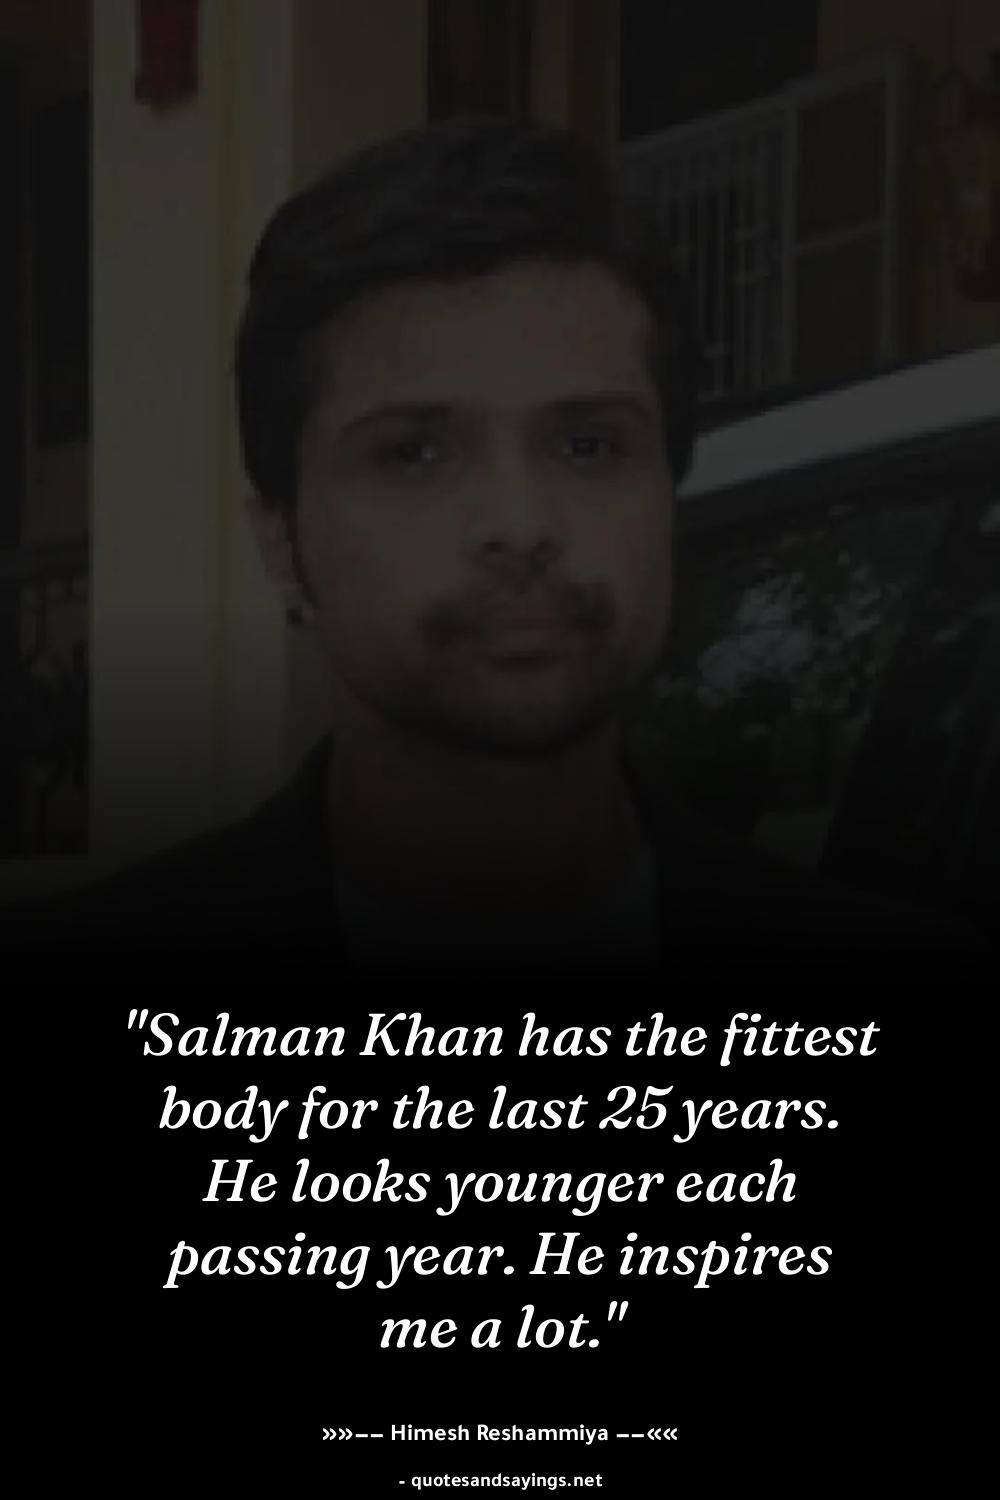 "Salman Khan has the fittest
body for the last 25 years.
He looks younger each
passing year. He inspires
me a lot."
»»–– Himesh Reshammiya ––««
- quotesandsayings.net